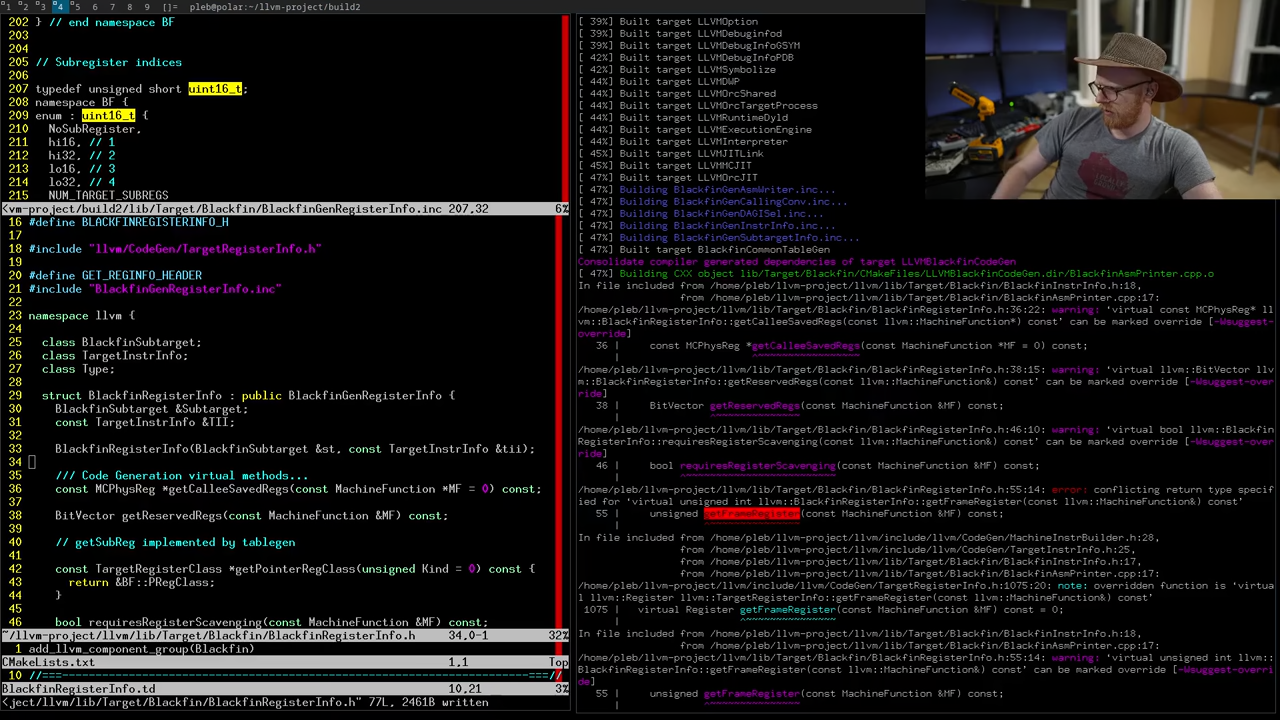 1 2 3 4 5 6 7 8 9 []= pleb@polar:~/llvm-project/build2
202 } // end namespace BF
203
204
205 // Subregister indices
206
207 typedef unsigned short uint16_t;
208 namespace BF {
209 enum : uint16_t {
210   NoSubRegister,
211   hi16, // 1
212   hi32, // 2
213   lo16, // 3
214   lo32, // 4
215   NUM_TARGET_SUBREGS
<vm-project/build2/lib/Target/Blackfin/BlackfinGenRegisterInfo.inc 207,32 6%
16 #define BLACKFINREGISTERINFO_H
17
18 #include "llvm/CodeGen/TargetRegisterInfo.h"
19
20 #define GET_REGINFO_HEADER
21 #include "BlackfinGenRegisterInfo.inc"
22
23 namespace llvm {
24
25   class BlackfinSubtarget;
26   class TargetInstrInfo;
27   class Type;
28
29   struct BlackfinRegisterInfo : public BlackfinGenRegisterInfo {
30     BlackfinSubtarget &Subtarget;
31     const TargetInstrInfo &TII;
32
33     BlackfinRegisterInfo(BlackfinSubtarget &st, const TargetInstrInfo &tii);
34
35     /// Code Generation virtual methods...
36     const MCPhysReg *getCalleeSavedRegs(const MachineFunction *MF = 0) const;
37
38     BitVector getReservedRegs(const MachineFunction &MF) const;
39
40     // getSubReg implemented by tablegen
41
42     const TargetRegisterClass *getPointerRegClass(unsigned Kind = 0) const {
43       return &BF::PRegClass;
44     }
45
46     bool requiresRegisterScavenging(const MachineFunction &MF) const;
~/llvm-project/llvm/lib/Target/Blackfin/BlackfinRegisterInfo.h 34,0-1 32%
1 add_llvm_component_group(Blackfin)
CMakeLists.txt 1,1 Top
10 //===----------------------------------------------------------------------===//
BlackfinRegisterInfo.td 10,21 3%
<ject/llvm/lib/Target/Blackfin/BlackfinRegisterInfo.h" 77L, 2461B written
[ 39%] Built target LLVMOption
[ 39%] Built target LLVMDebuginfod
[ 39%] Built target LLVMDebugInfoGSYM
[ 42%] Built target LLVMDebugInfoPDB
[ 42%] Built target LLVMSymbolize
[ 44%] Built target LLVMDWP
[ 44%] Built target LLVMOrcShared
[ 44%] Built target LLVMOrcTargetProcess
[ 44%] Built target LLVMRuntimeDyld
[ 44%] Built target LLVMExecutionEngine
[ 44%] Built target LLVMInterpreter
[ 45%] Built target LLVMJITLink
[ 47%] Built target LLVMMCJIT
[ 47%] Built target LLVMOrcJIT
[ 47%] Building BlackfinGenAsmWriter.inc...
[ 47%] Building BlackfinGenCallingConv.inc...
[ 47%] Building BlackfinGenDAGISel.inc...
[ 47%] Building BlackfinGenInstrInfo.inc...
[ 47%] Building BlackfinGenSubtargetInfo.inc...
[ 47%] Built target BlackfinCommonTableGen
Consolidate compiler generated dependencies of target LLVMBlackfinCodeGen
[ 47%] Building CXX object lib/Target/Blackfin/CMakeFiles/LLVMBlackfinCodeGen.dir/BlackfinAsmPrinter.cpp.o
In file included from /home/pleb/llvm-project/llvm/lib/Target/Blackfin/BlackfinInstrInfo.h:18,
from /home/pleb/llvm-project/llvm/lib/Target/Blackfin/BlackfinAsmPrinter.cpp:17:
/home/pleb/llvm-project/llvm/lib/Target/Blackfin/BlackfinRegisterInfo.h:36:22: warning: 'virtual const MCPhysReg* ll
vm::BlackfinRegisterInfo::getCalleeSavedRegs(const llvm::MachineFunction*) const' can be marked override [-Wsuggest-
override]
36 |     const MCPhysReg *getCalleeSavedRegs(const MachineFunction *MF = 0) const;
|                      ^~~~~~~~~~~~~~~~~~
/home/pleb/llvm-project/llvm/lib/Target/Blackfin/BlackfinRegisterInfo.h:38:15: warning: 'virtual llvm::BitVector llv
m::BlackfinRegisterInfo::getReservedRegs(const llvm::MachineFunction&) const' can be marked override [-Wsuggest-over
ride]
38 |     BitVector getReservedRegs(const MachineFunction &MF) const;
|               ^~~~~~~~~~~~~~~
/home/pleb/llvm-project/llvm/lib/Target/Blackfin/BlackfinRegisterInfo.h:46:10: warning: 'virtual bool llvm::Blackfin
RegisterInfo::requiresRegisterScavenging(const llvm::MachineFunction&) const' can be marked override [-Wsuggest-over
ride]
46 |     bool requiresRegisterScavenging(const MachineFunction &MF) const;
|          ^~~~~~~~~~~~~~~~~~~~~~~~~~
/home/pleb/llvm-project/llvm/lib/Target/Blackfin/BlackfinRegisterInfo.h:55:14: error: conflicting return type specif
ied for 'virtual unsigned int llvm::BlackfinRegisterInfo::getFrameRegister(const llvm::MachineFunction&) const'
55 |     unsigned getFrameRegister(const MachineFunction &MF) const;
|              ^~~~~~~~~~~~~~~~
In file included from /home/pleb/llvm-project/llvm/include/llvm/CodeGen/MachineInstrBuilder.h:28,
from /home/pleb/llvm-project/llvm/include/llvm/CodeGen/TargetInstrInfo.h:25,
from /home/pleb/llvm-project/llvm/lib/Target/Blackfin/BlackfinInstrInfo.h:17,
from /home/pleb/llvm-project/llvm/lib/Target/Blackfin/BlackfinAsmPrinter.cpp:17:
/home/pleb/llvm-project/llvm/include/llvm/CodeGen/TargetRegisterInfo.h:1075:20: note: overridden function is 'virtua
l llvm::Register llvm::TargetRegisterInfo::getFrameRegister(const llvm::MachineFunction&) const'
1075 |   virtual Register getFrameRegister(const MachineFunction &MF) const = 0;
|                    ^~~~~~~~~~~~~~~~
In file included from /home/pleb/llvm-project/llvm/lib/Target/Blackfin/BlackfinInstrInfo.h:18,
from /home/pleb/llvm-project/llvm/lib/Target/Blackfin/BlackfinAsmPrinter.cpp:17:
/home/pleb/llvm-project/llvm/lib/Target/Blackfin/BlackfinRegisterInfo.h:55:14: warning: 'virtual unsigned int llvm::
BlackfinRegisterInfo::getFrameRegister(const llvm::MachineFunction&) const' can be marked override [-Wsuggest-overri
de]
55 |     unsigned getFrameRegister(const MachineFunction &MF) const;
|              ^~~~~~~~~~~~~~~~